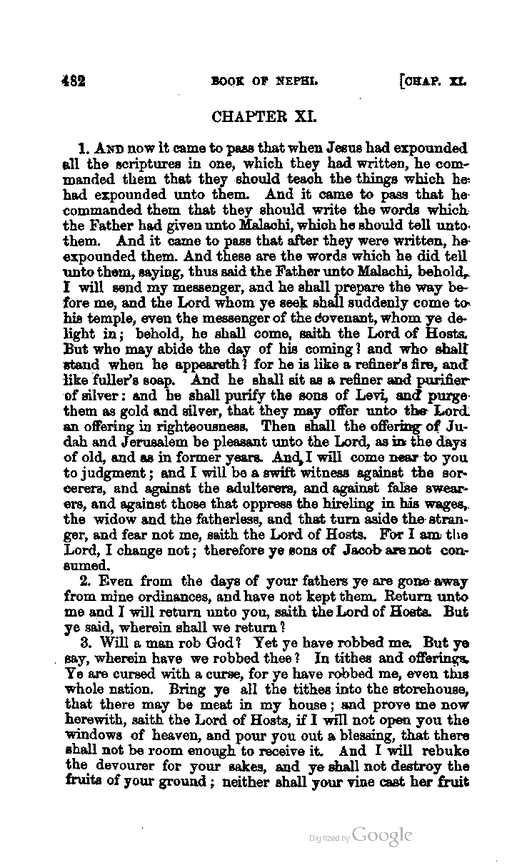 482 BOOK OF NEPHI. [CHAP. XI.
CHAPTER XI.
1. AND now it came to pass that when Jesus had expounded
all the scriptures in one, which they had written, he com-
manded them that they should teach the things which he
had expounded unto them. And it came to pass that he
commanded them that they should write the words which
the Father had given unto Malachi, which he should tell unto
them. And it came to pass that after they were written, he
expounded them. And these are the words which he did tell
unto them, saying, thus said the Father unto Malachi, behold,
I will send my messenger, and he shall prepare the way be-
fore me, and the Lord whom ye seek shall suddenly come to
his temple, even the messenger of the covenant, whom ye de-
light in; behold, he shall come, saith the Lord of Hosts.
But who may abide the day of his coming? and who shall
stand when he appeareth? for he is like a refiner's fire, and
like fuller's soap. And he shall sit as a refiner and purifier
of silver: and he shall purify the sons of Levi, and purge
them as gold and silver, that they may offer unto the Lord
an offering in righteousness. Then shall the offering of Ju-
dah and Jerusalem be pleasant unto the Lord, as in the days
of old, and as in former years. And I will come near to you
to judgment; and I will be a swift witness against the sor-
cerers, and against the adulterers, and against false swear-
ers, and against those that oppress the hireling in his wages,
the widow and the fatherless, and that turn aside the stran-
ger, and fear not me, saith the Lord of Hosts. For I am the
Lord, I change not; therefore ye sons of Jacob are not con-
sumed.
2. Even from the days of your fathers ye are gone away
from mine ordinances, and have not kept them. Return unto
me and I will return unto you, saith the Lord of Hosts. But
ye said, wherein shall we return?
3. Will a man rob God? Yet ye have robbed me. But ye
say, wherein have we robbed thee? In tithes and offerings.
Ye are cursed with a curse, for ye have robbed me, even this
whole nation. Bring ye all the tithes into the storehouse,
that there may be meat in my house; and prove me now
herewith, saith the Lord of Hosts, if I will not open you the
windows of heaven, and pour you out a blessing, that there
shall not be room enough to receive it. And I will rebuke
the devourer for your sakes, and ye shall not destroy the
fruits of your ground; neither shall your vine cast her fruit
Digitized by Google